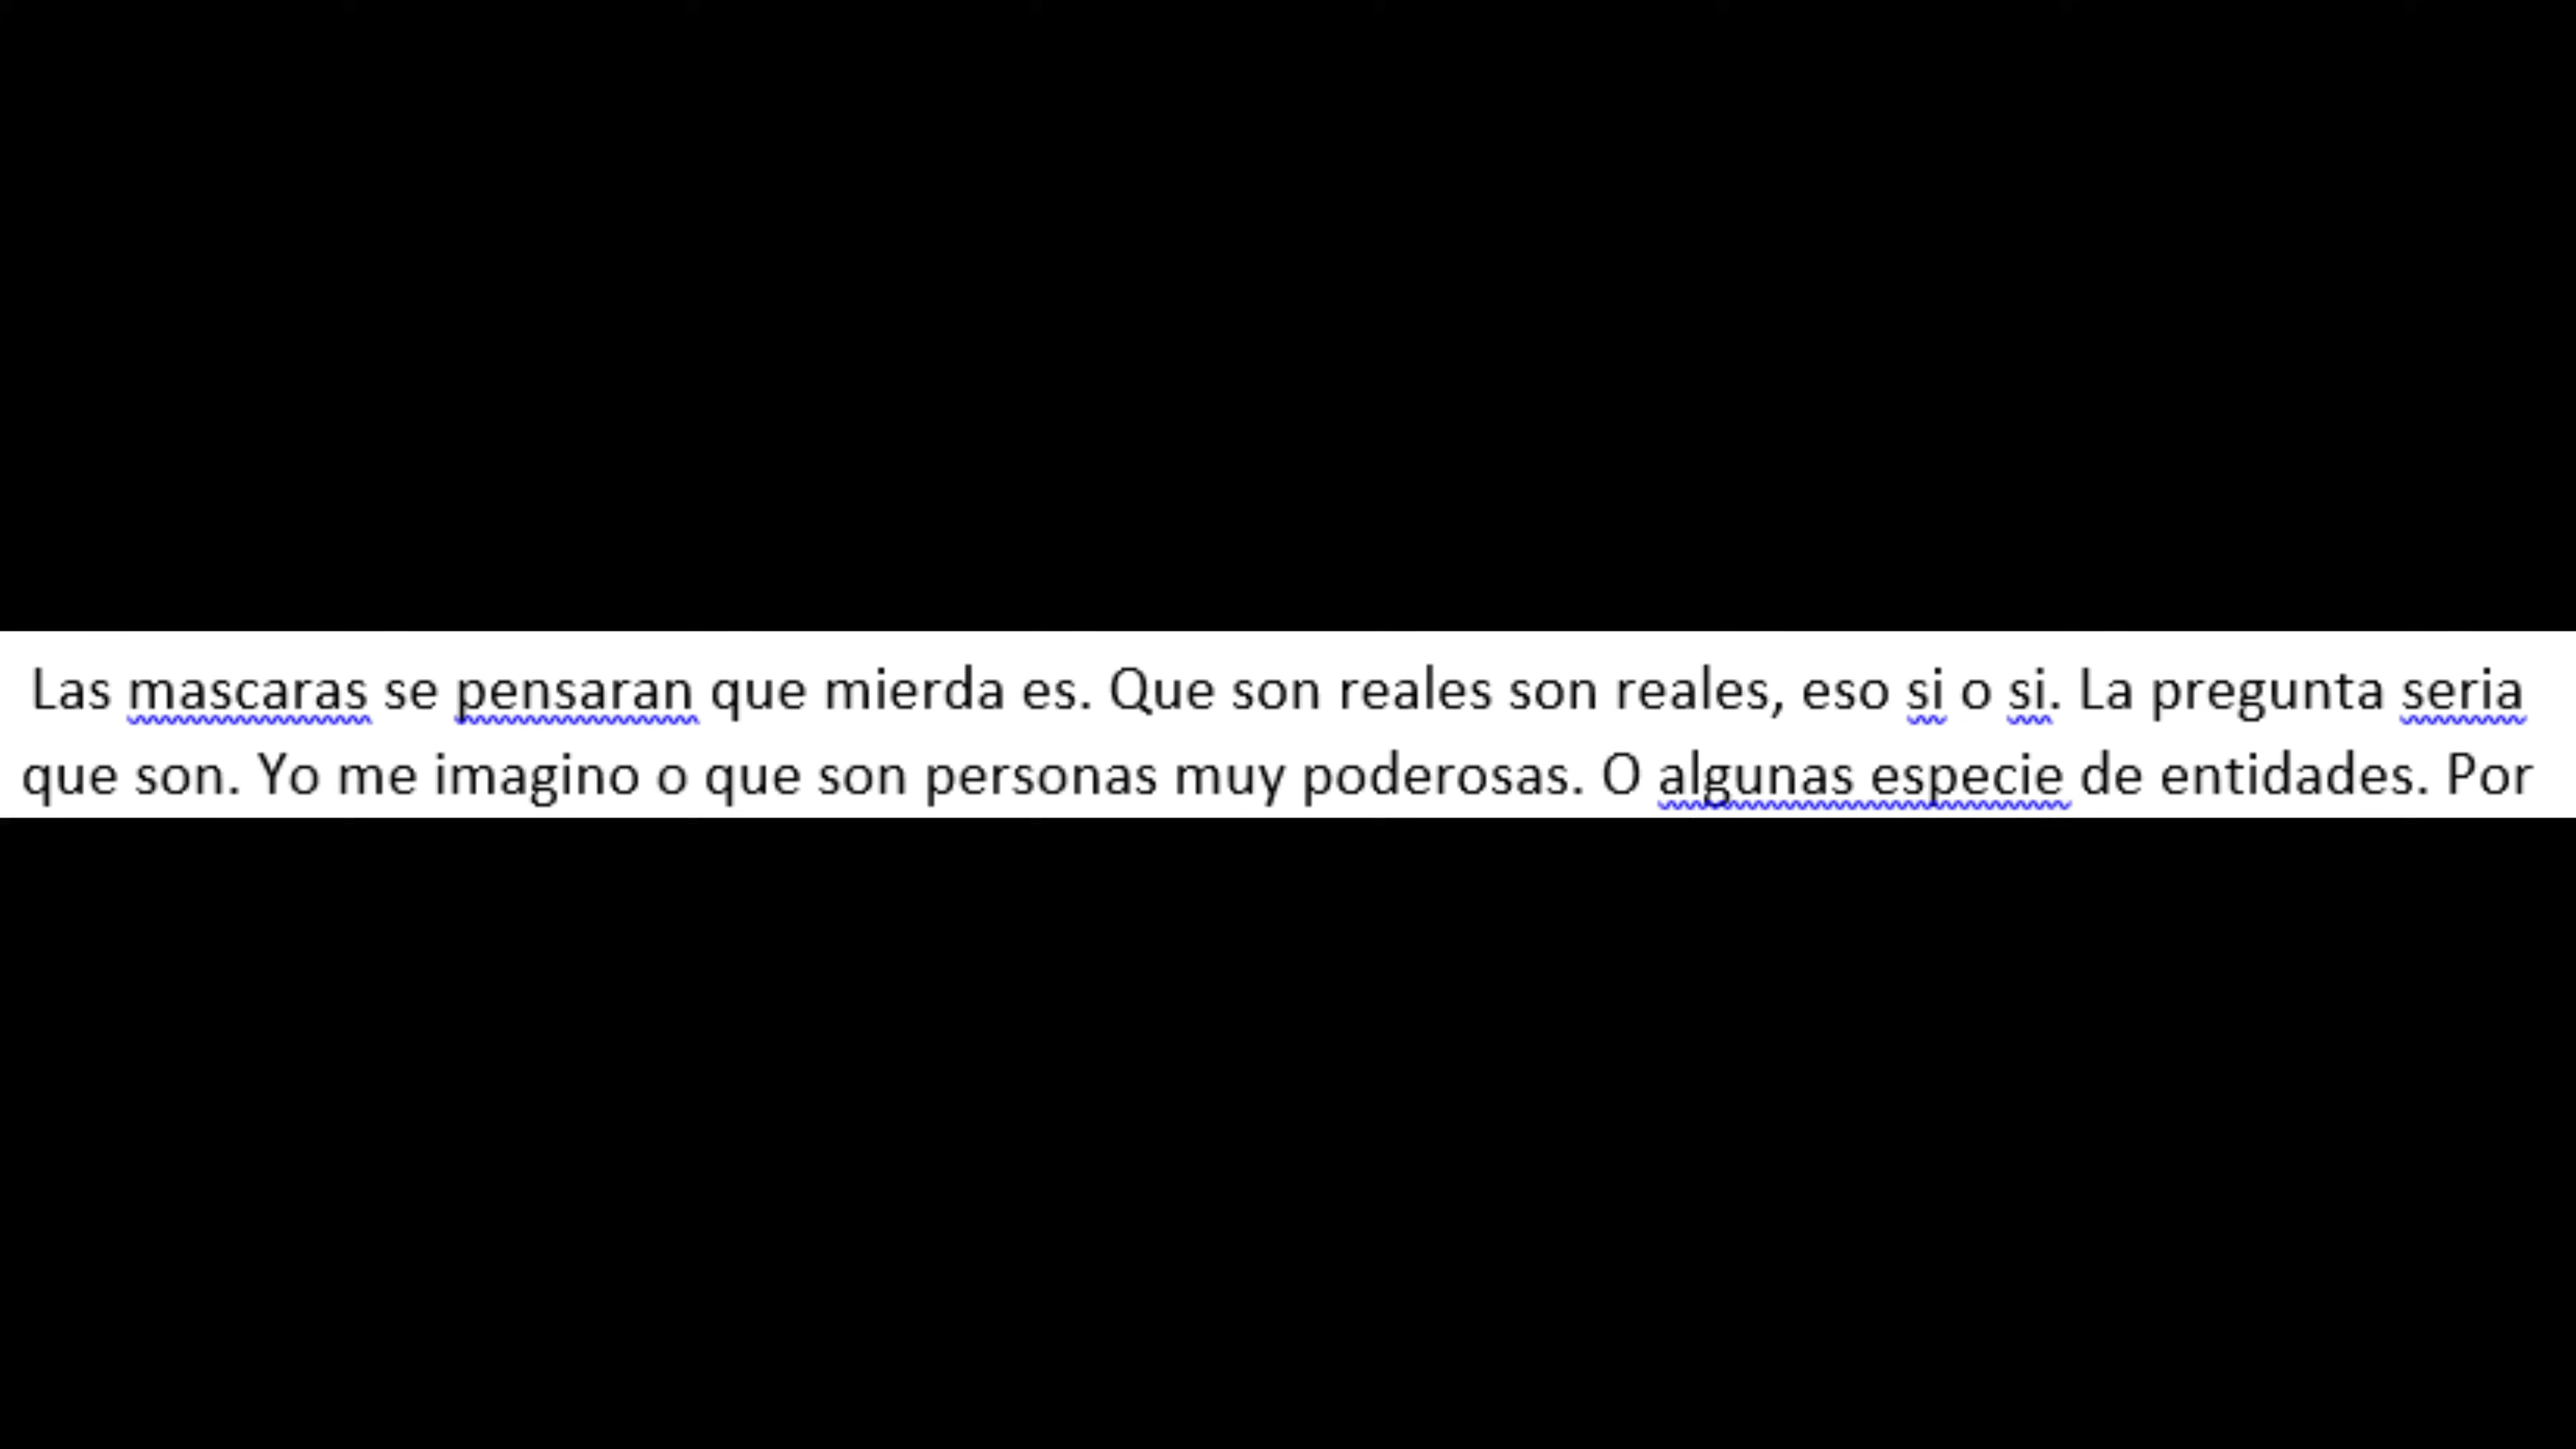 Las mascaras se pensaran que mierda es. Que son reales son reales, eso si o si. La pregunta seria
que son. Yo me imagino o que son personas muy poderosas. O algunas especie de entidades. Por